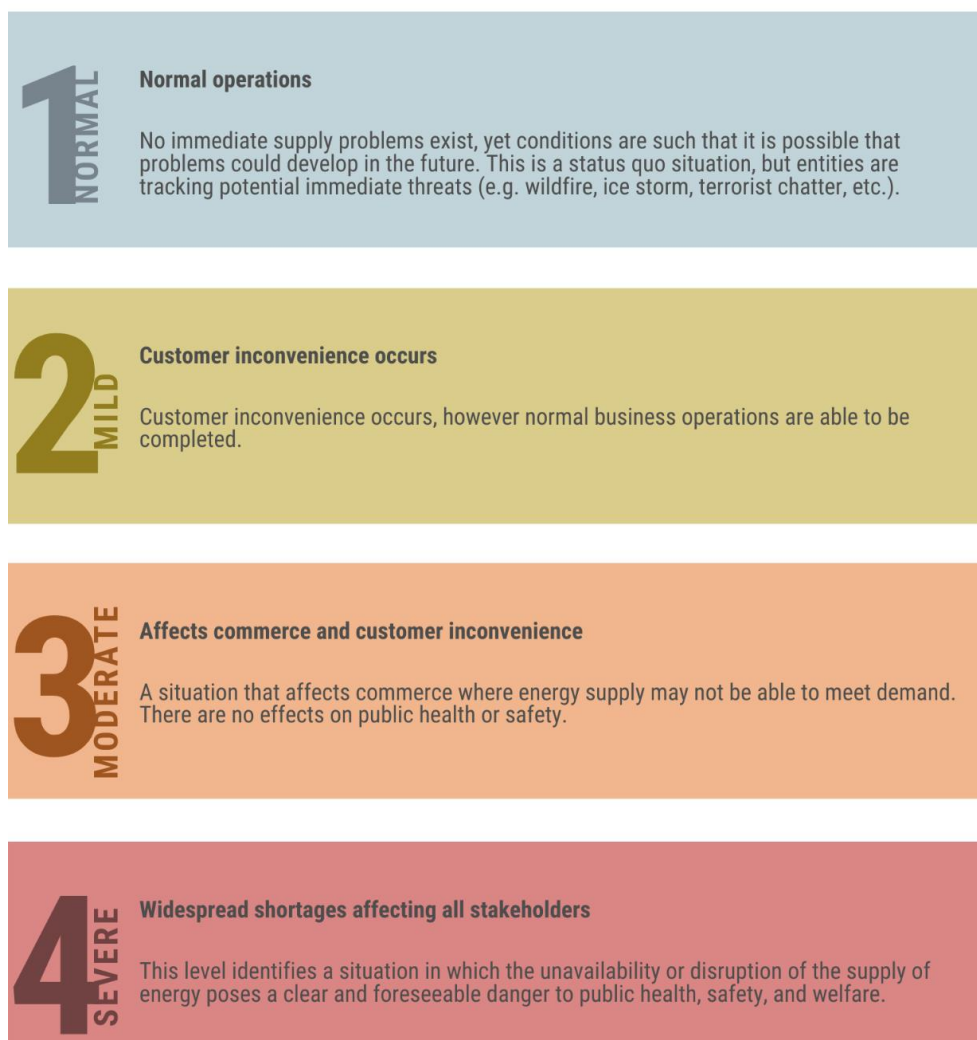 1
NORMAL
Normal operations
No immediate supply problems exist, yet conditions are such that it is possible that
problems could develop in the future. This is a status quo situation, but entities are
tracking potential immediate threats (e.g. wildfire, ice storm, terrorist chatter, etc.).
2
MILD
Customer inconvenience occurs
Customer inconvenience occurs, however normal business operations are able to be
completed.
3
MODERATE
Affects commerce and customer inconvenience
A situation that affects commerce where energy supply may not be able to meet demand.
There are no effects on public health or safety.
4
SEVERE
Widespread shortages affecting all stakeholders
This level identifies a situation in which the unavailability or disruption of the supply of
energy poses a clear and foreseeable danger to public health, safety, and welfare.